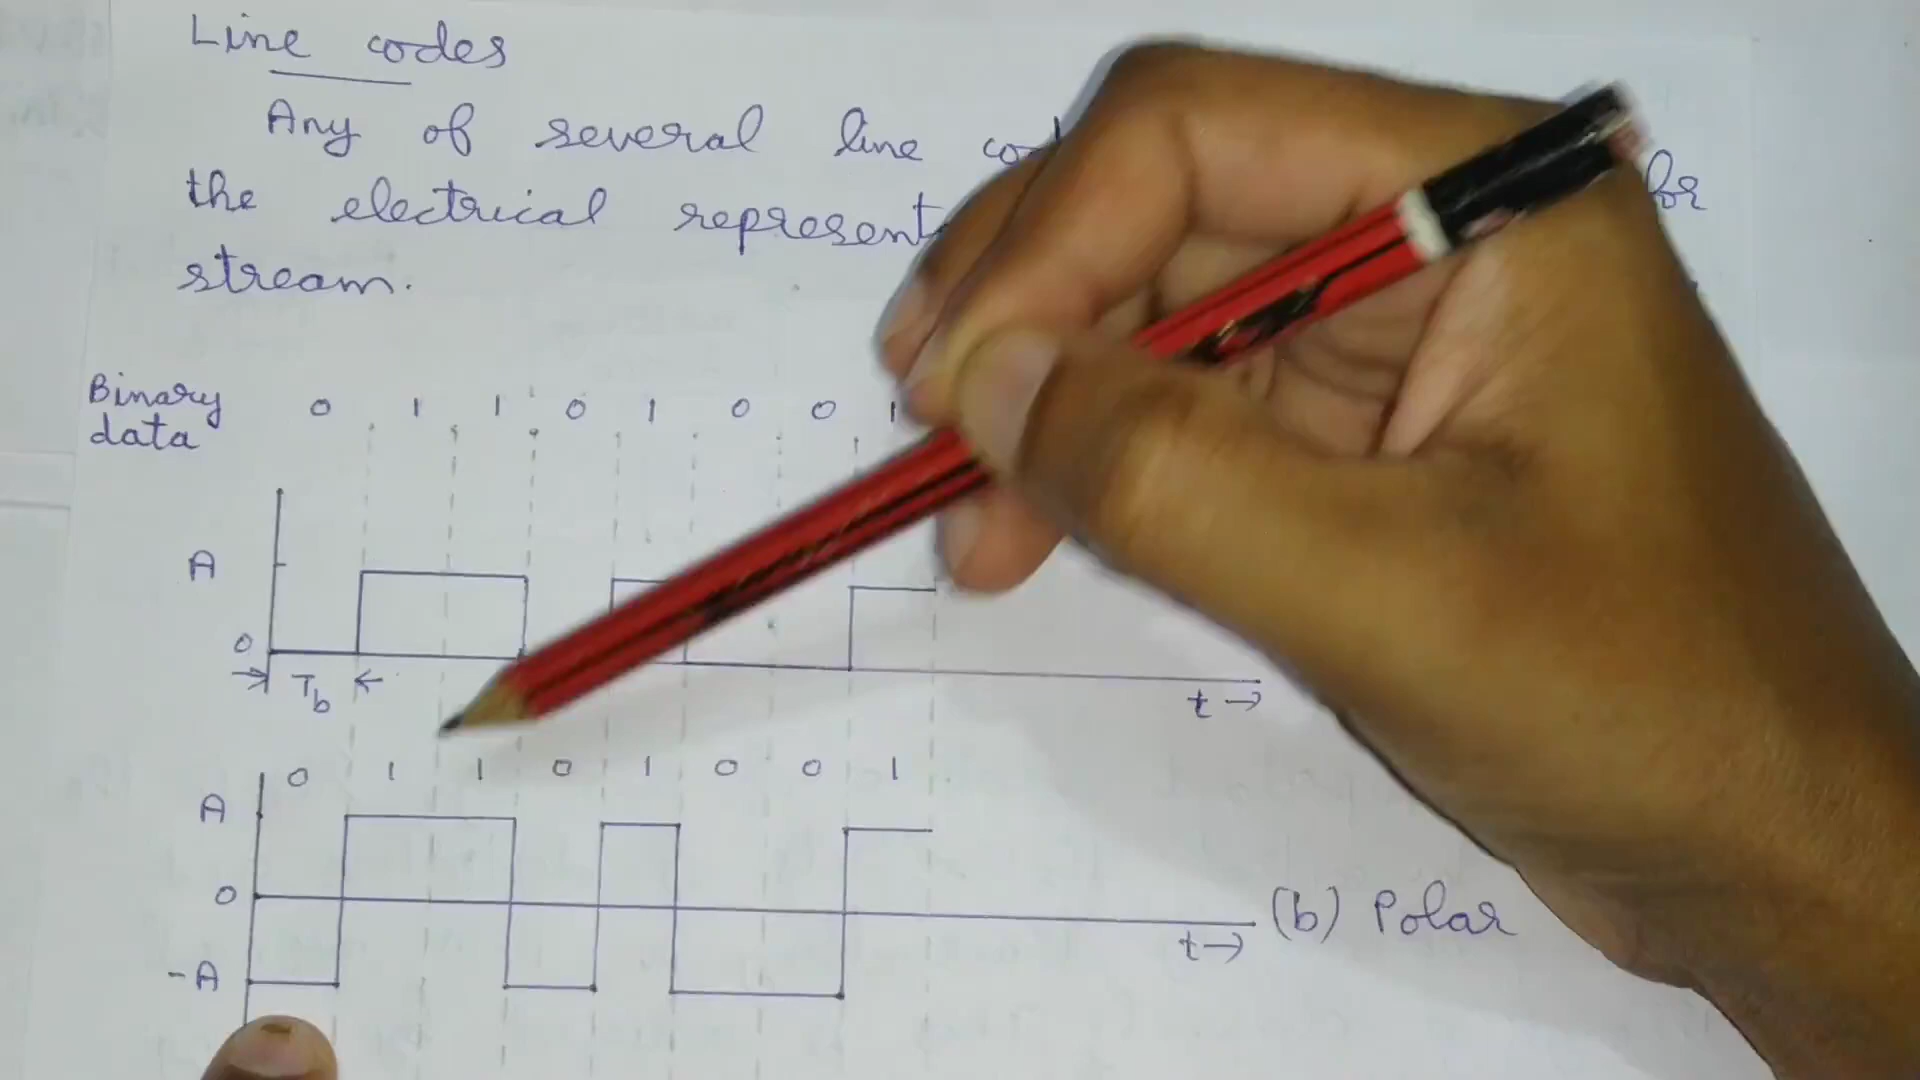 Line codes
Any of several line for
the electrical
stream.
Binary 0 1 1 0 1 0 0 1
data
A
0
Tb
t →
0 1 1 0 1 0 0 1
A
0
(b) Polar
t →
-A